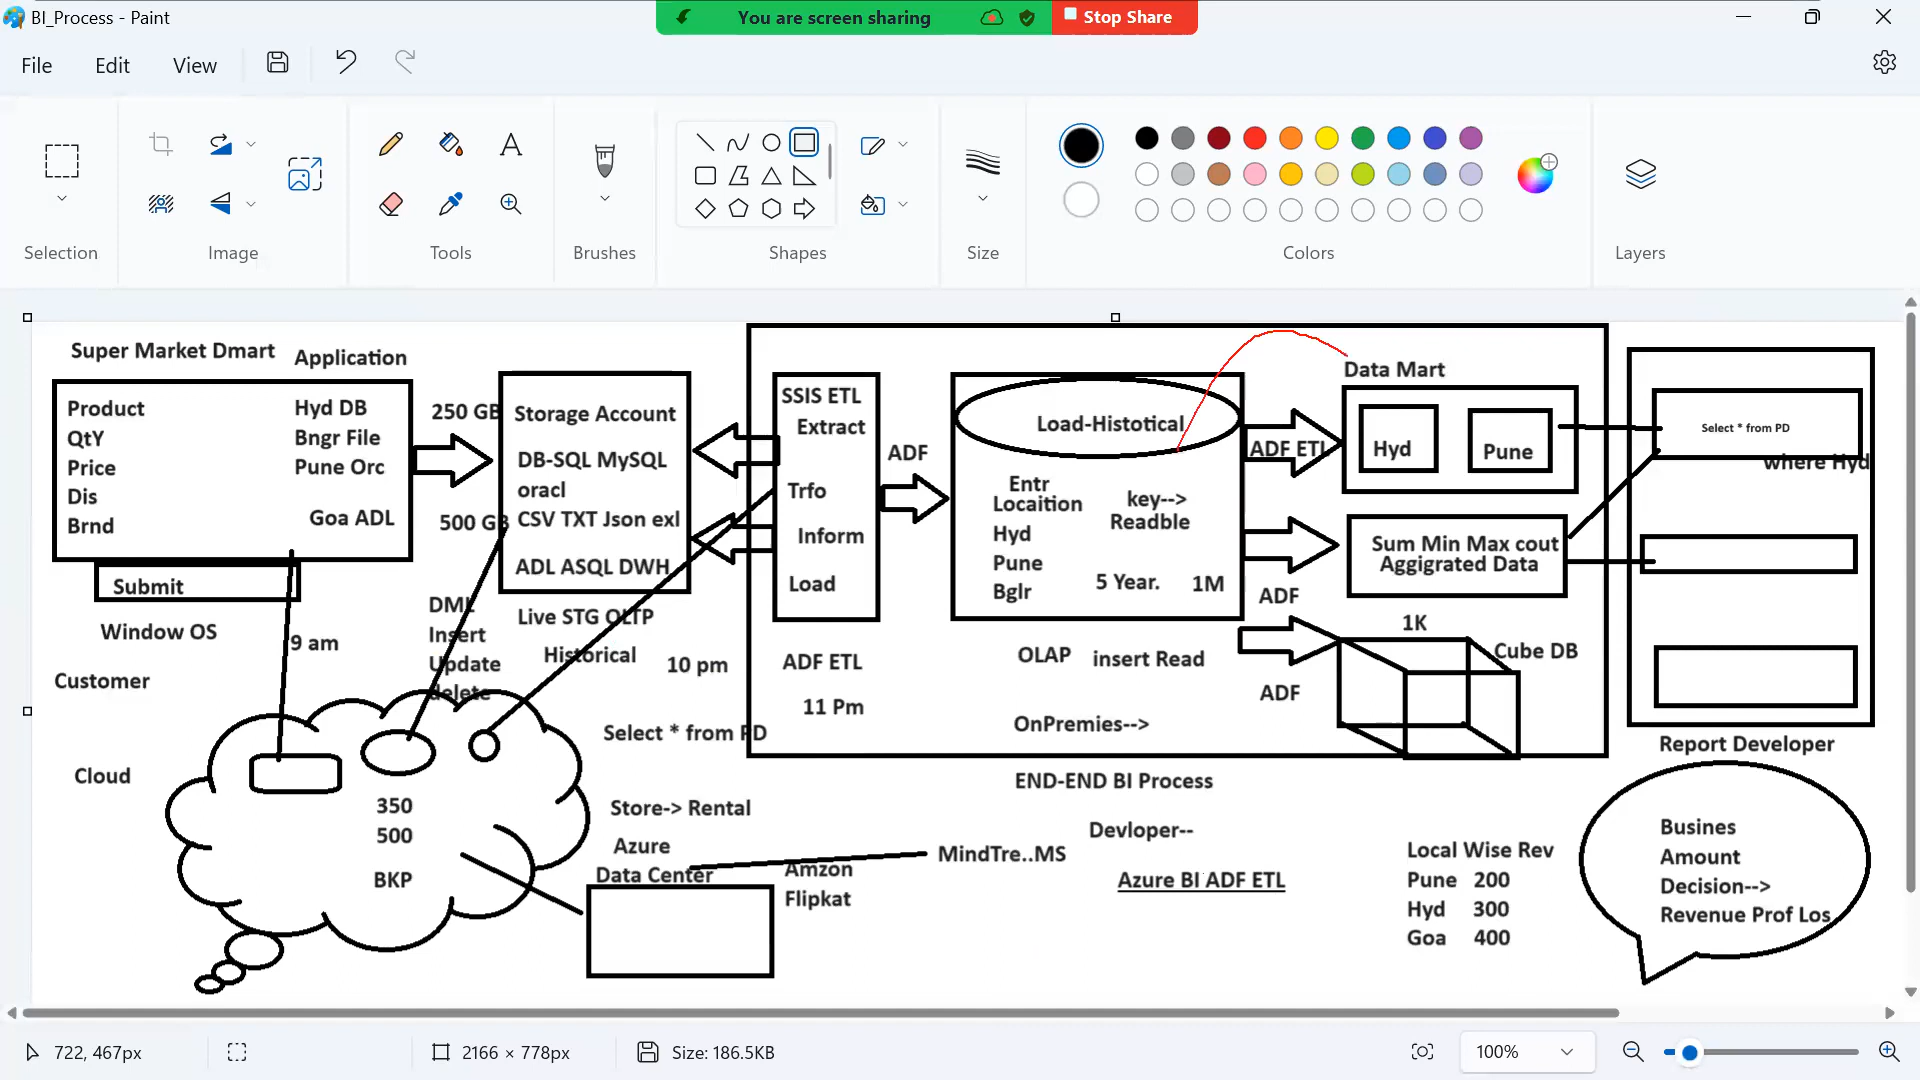 BI_Process - Paint
You are screen sharing
Stop Share
File
Edit
View
Selection
Image
Tools
Brushes
Shapes
Size
Colors
Layers
Super Market Dmart
Application
Product
QtY
Price
Dis
Brnd
Hyd DB
Bngr File
Pune Orc
Goa ADL
Submit
Window OS
Customer
Cloud
9 am
250 GB
500 GB
DML
Insert
Update
delete
Storage Account
DB-SQL MySQL
oracl
CSV TXT Json exl
ADL ASQL DWH
Live STG OLTP
Historical
10 pm
Select * from PD
350
500
BKP
Store-> Rental
Azure
Data Center
Amzon
Flipkat
MindTre..MS
SSIS ETL
Extract
Trfo
Inform
Load
ADF ETL
11 Pm
ADF
Load-Histotical
Entr
Locaition
Hyd
Pune
Bglr
key-->
Readble
5 Year.
1M
OLAP
insert Read
OnPremies-->
END-END BI Process
Devloper--
Azure BI ADF ETL
ADF ETL
ADF
ADF
Data Mart
Hyd
Pune
Sum Min Max cout
Aggigrated Data
1K
Cube DB
Select * from PD
where Hyd
Report Developer
Local Wise Rev
Pune 200
Hyd 300
Goa 400
Busines
Amount
Decision-->
Revenue Prof Los
722, 467px
2166 × 778px
Size: 186.5KB
100%